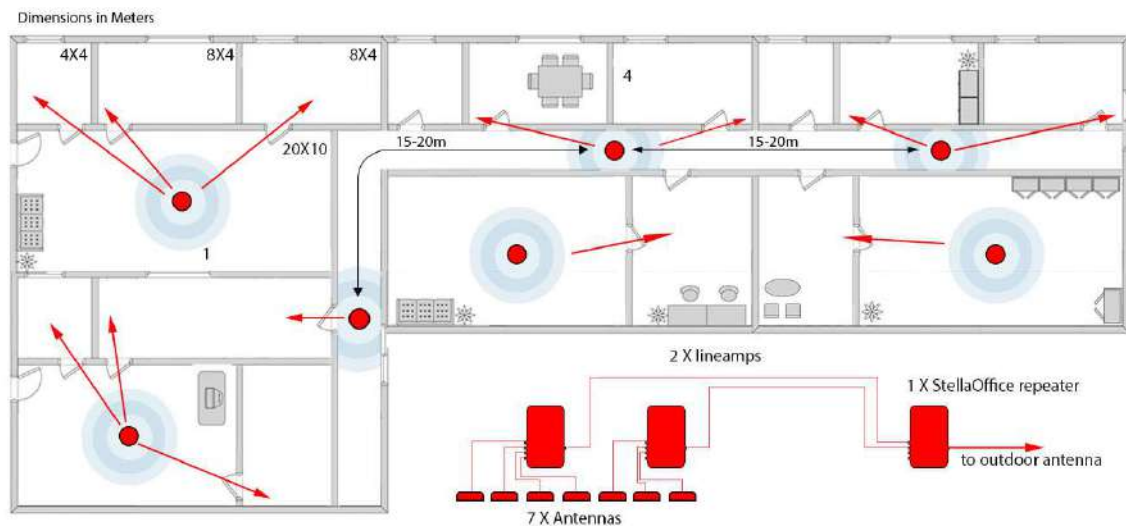 Dimensions in Meters
4X4
8X4
8X4
4
20X10
15-20m
15-20m
1
2 X lineamps
1 X StellaOffice repeater
to outdoor antenna
7 X Antennas